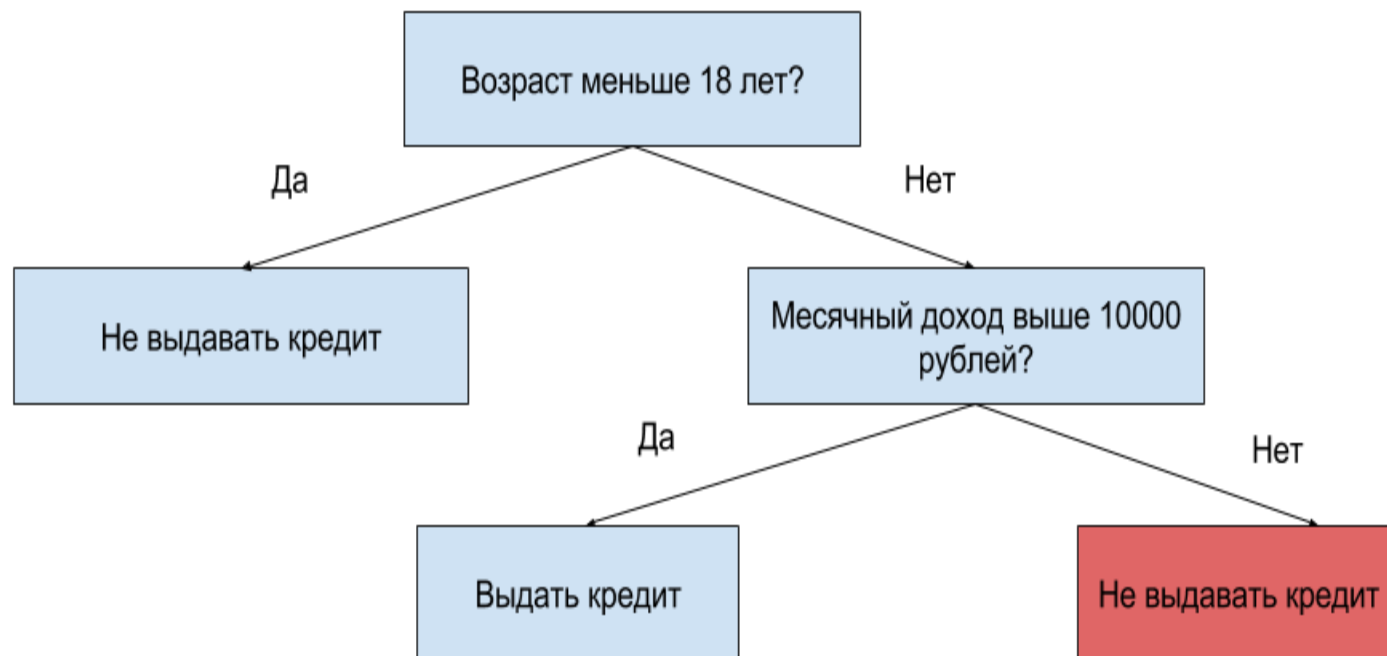 Возраст меньше 18 лет?
Да
Нет
Не выдавать кредит
Месячный доход выше 10000
рублей?
Да
Нет
Выдать кредит
Не выдавать кредит